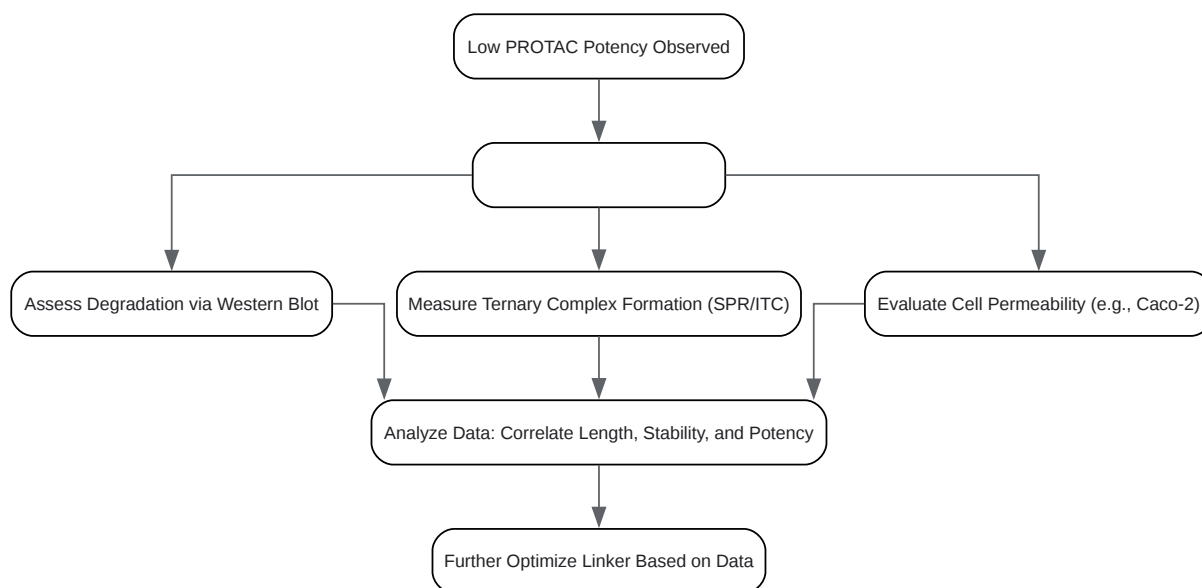 Low PROTAC Potency Observed
Assess Degradation via Western Blot
Measure Ternary Complex Formation (SPR/ITC)
Evaluate Cell Permeability (e.g., Caco-2)
Analyze Data: Correlate Length, Stability, and Potency
Further Optimize Linker Based on Data